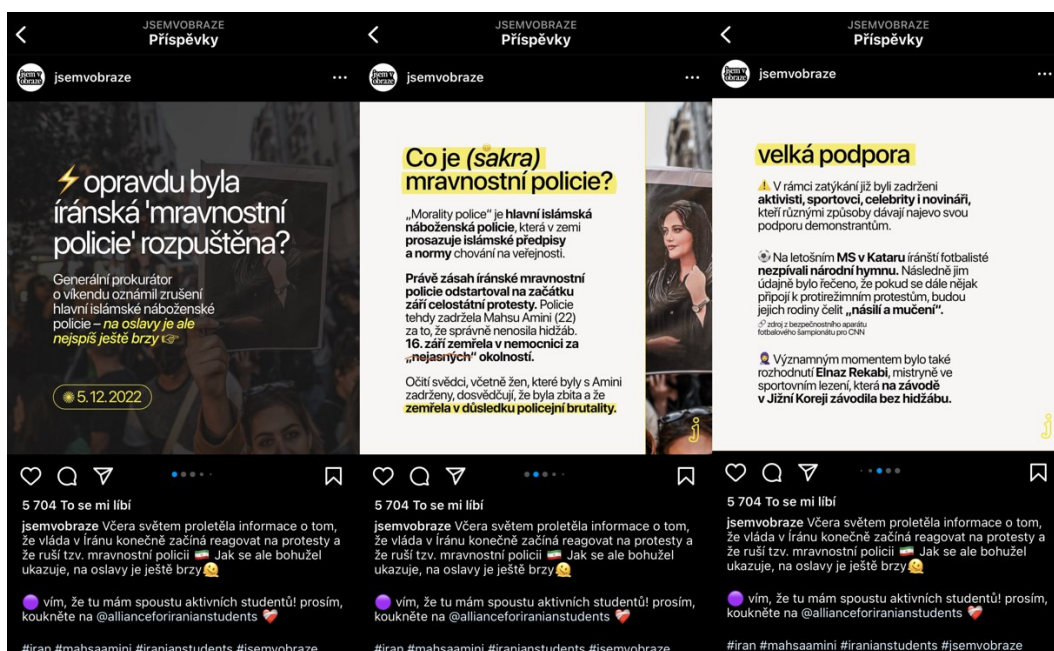 JSEMVOBRAZE
Příspěvky
jsem v obraze
jsemvobraze
⚡ opravdu byla
íránská 'mravnostní
policie' rozpuštěna?
Generální prokurátor
o víkendu oznámil zrušení
hlavní islámské náboženské
policie – na oslavy je ale
nejspíš ještě brzy 👉
5.12.2022
5 704 To se mi líbí
jsemvobraze Včera světem proletěla informace o tom,
že vláda v Íránu konečně začíná reagovat na protesty a
že ruší tzv. mravnostní policii 🇮🇷 Jak se ale bohužel
ukazuje, na oslavy je ještě brzy🫠
🟣 vím, že tu mám spoustu aktivních studentů! prosím,
koukněte na @allianceforiranianstudents ❤️‍🩹
#iran #mahsaamini #iranianstudents #jsemvobraze
JSEMVOBRAZE
Příspěvky
jsem v obraze
jsemvobraze
Co je (sakra)
mravnostní policie?
„Morality police“ je hlavní islámská
náboženská policie, která v zemi
prosazuje islámské předpisy
a normy chování na veřejnosti.
Právě zásah íránské mravnostní
policie odstartoval na začátku
září celostátní protesty. Policie
tehdy zadržela Mahsu Amini (22)
za to, že správně nenosila hidžáb.
16. září zemřela v nemocnici za
„nejasných“ okolností.
Očití svědci, včetně žen, které byly s Amini
zadrženy, dosvědčují, že byla zbita a že
zemřela v důsledku policejní brutality.
j
5 704 To se mi líbí
jsemvobraze Včera světem proletěla informace o tom,
že vláda v Íránu konečně začíná reagovat na protesty a
že ruší tzv. mravnostní policii 🇮🇷 Jak se ale bohužel
ukazuje, na oslavy je ještě brzy🫠
🟣 vím, že tu mám spoustu aktivních studentů! prosím,
koukněte na @allianceforiranianstudents ❤️‍🩹
#iran #mahsaamini #iranianstudents #jsemvobraze
JSEMVOBRAZE
Příspěvky
jsem v obraze
jsemvobraze
velká podpora
⚠️ V rámci zatýkání již byli zadrženi
aktivisti, sportovci, celebrity i novináři,
kteří různými způsoby dávají najevo svou
podporu demonstrantům.
⚽ Na letošním MS v Kataru íránští fotbalisté
nezpívali národní hymnu. Následně jim
údajně bylo řečeno, že pokud se dále nějak
připojí k protirežimním protestům, budou
jejich rodiny čelit „násilí a mučení“.
🔗 zdroj z bezpečnostního aparátu
fotbalového šampionátu pro CNN
🧕 Významným momentem bylo také
rozhodnutí Elnaz Rekabi, mistryně ve
sportovním lezení, která na závodě
v Jižní Koreji závodila bez hidžábu.
j
5 704 To se mi líbí
jsemvobraze Včera světem proletěla informace o tom,
že vláda v Íránu konečně začíná reagovat na protesty a
že ruší tzv. mravnostní policii 🇮🇷 Jak se ale bohužel
ukazuje, na oslavy je ještě brzy🫠
🟣 vím, že tu mám spoustu aktivních studentů! prosím,
koukněte na @allianceforiranianstudents ❤️‍🩹
#iran #mahsaamini #iranianstudents #jsemvobraze